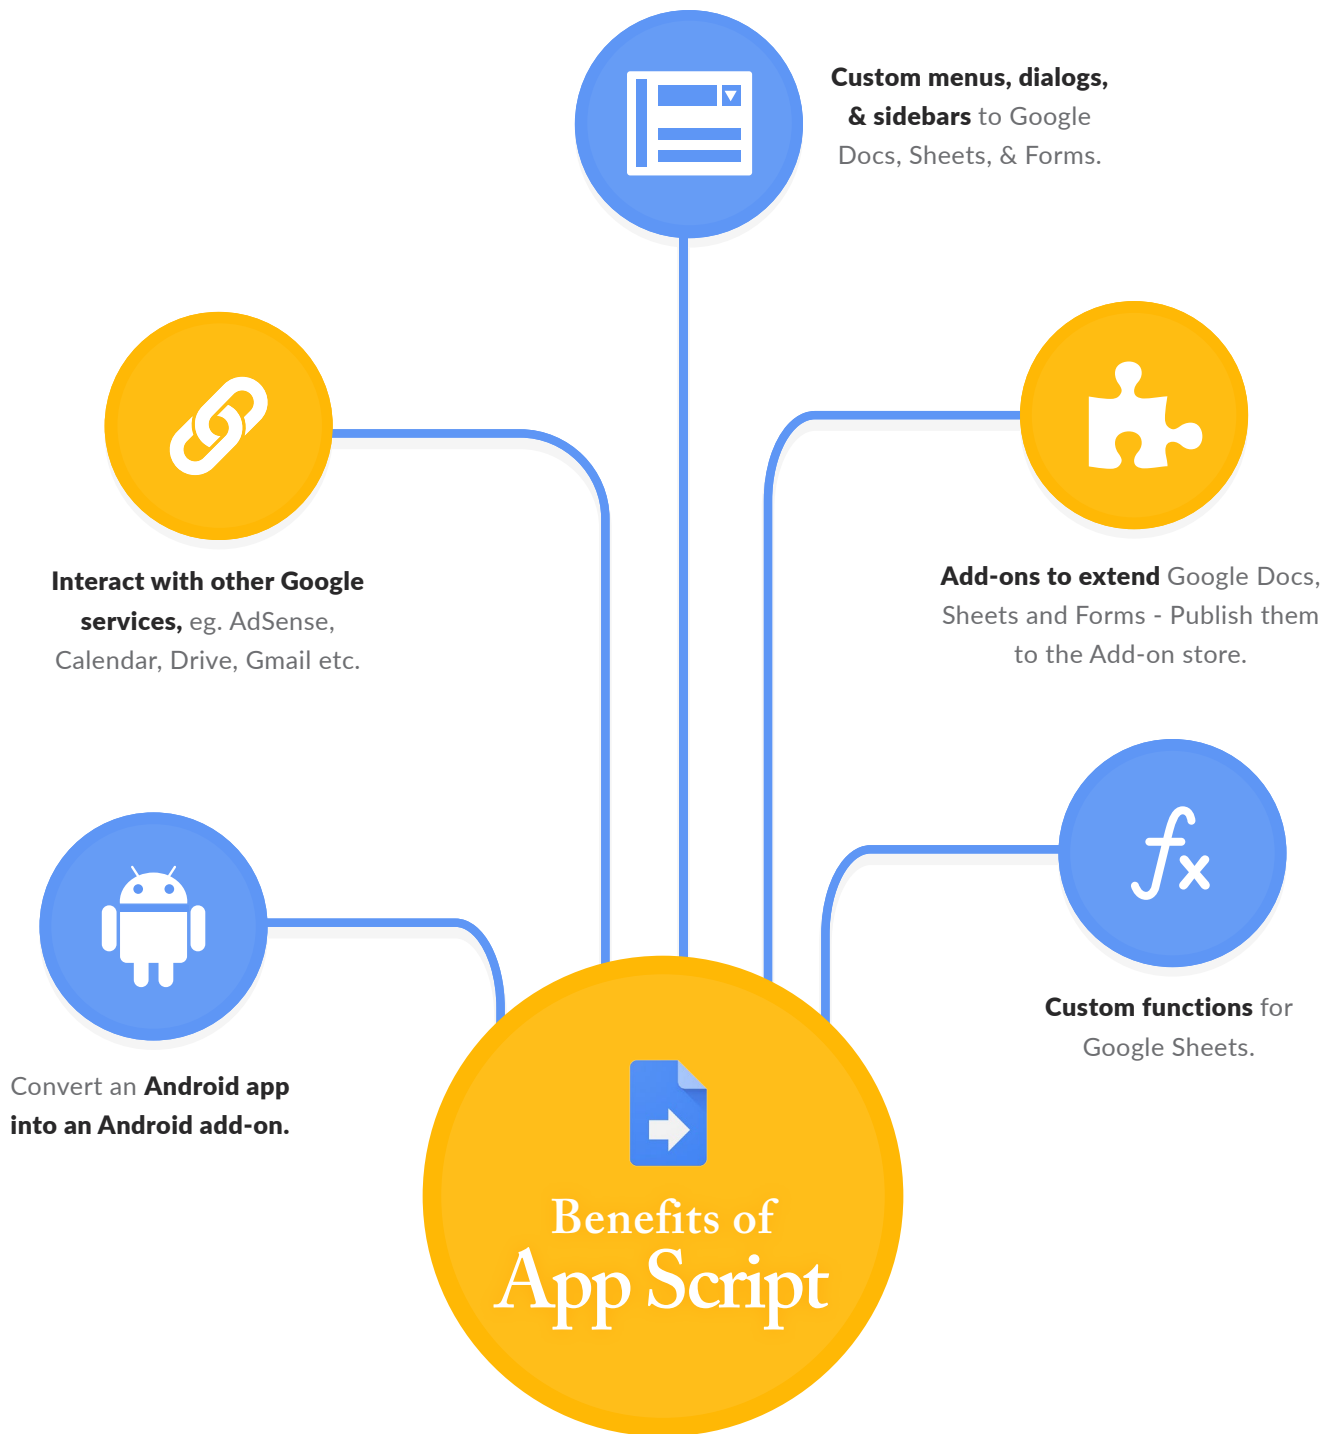 Custom menus, dialogs,
& sidebars to Google
Docs, Sheets, & Forms.
Interact with other Google
services, eg. AdSense,
Calendar, Drive, Gmail etc.
Add-ons to extend Google Docs,
Sheets and Forms - Publish them
to the Add-on store.
fx
Custom functions for
Google Sheets.
Convert an Android app
into an Android add-on.
Benefits of
App Script